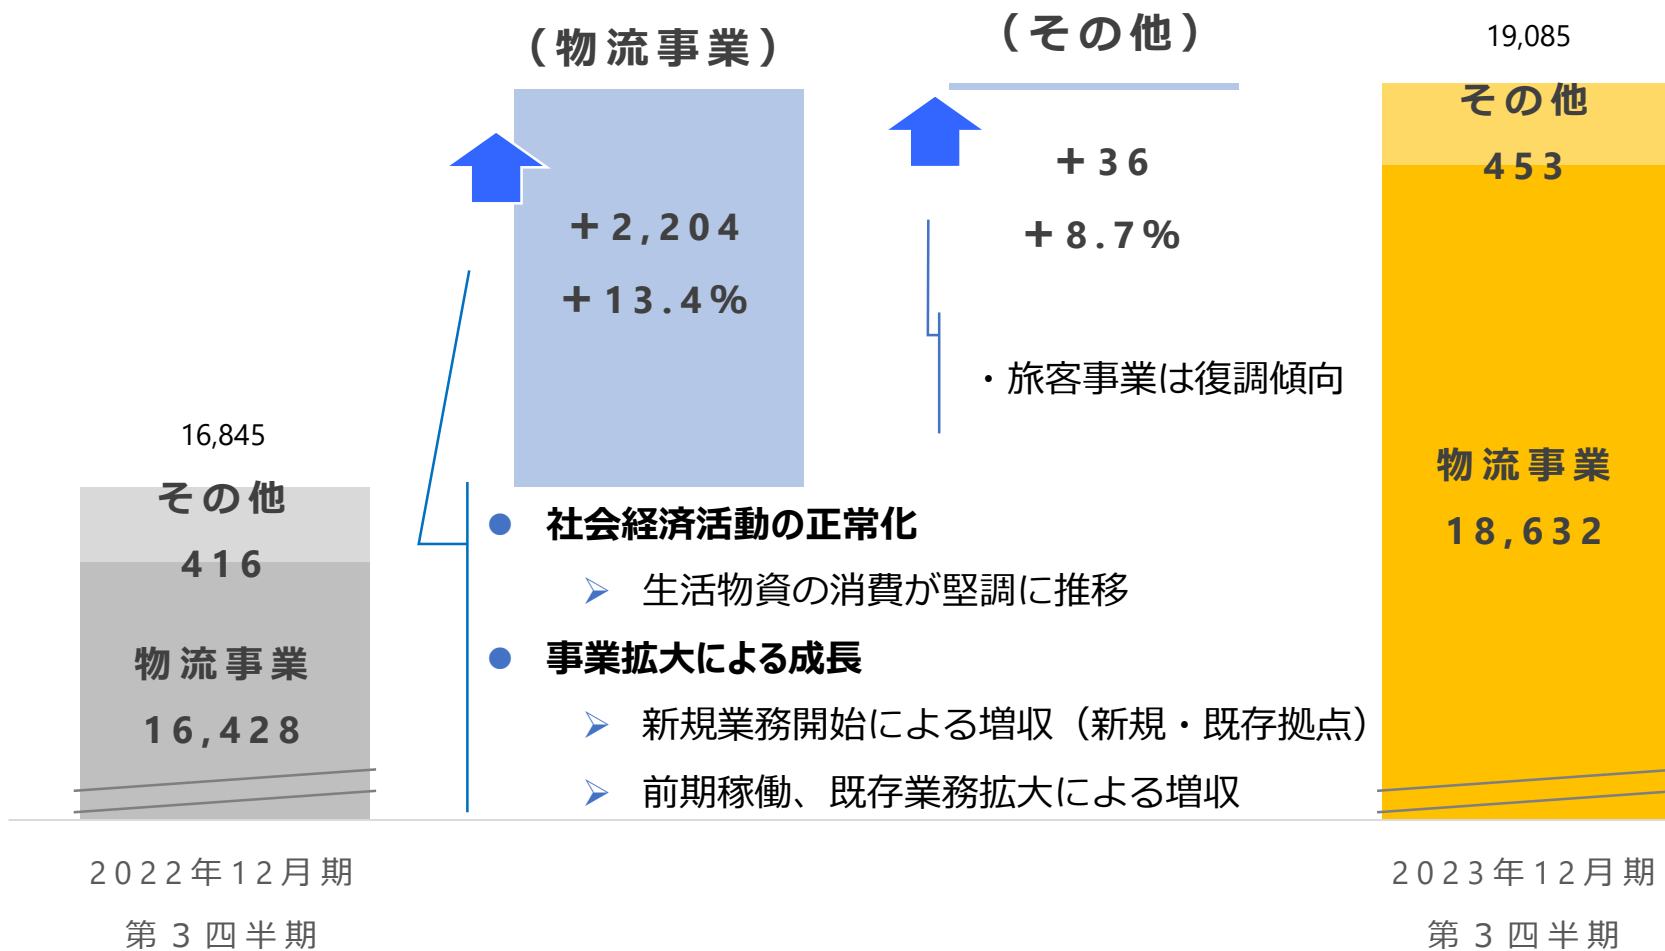 （物流事業）
（その他）
19,085
その他
453
＋2,204
＋13.4%
＋36
＋8.7%
・旅客事業は復調傾向
16,845
その他
416
物流事業
16,428
物流事業
18,632
● 社会経済活動の正常化
➢ 生活物資の消費が堅調に推移
● 事業拡大による成長
➢ 新規業務開始による増収（新規・既存拠点）
➢ 前期稼働、既存業務拡大による増収
2022年12月期
第3四半期
2023年12月期
第3四半期